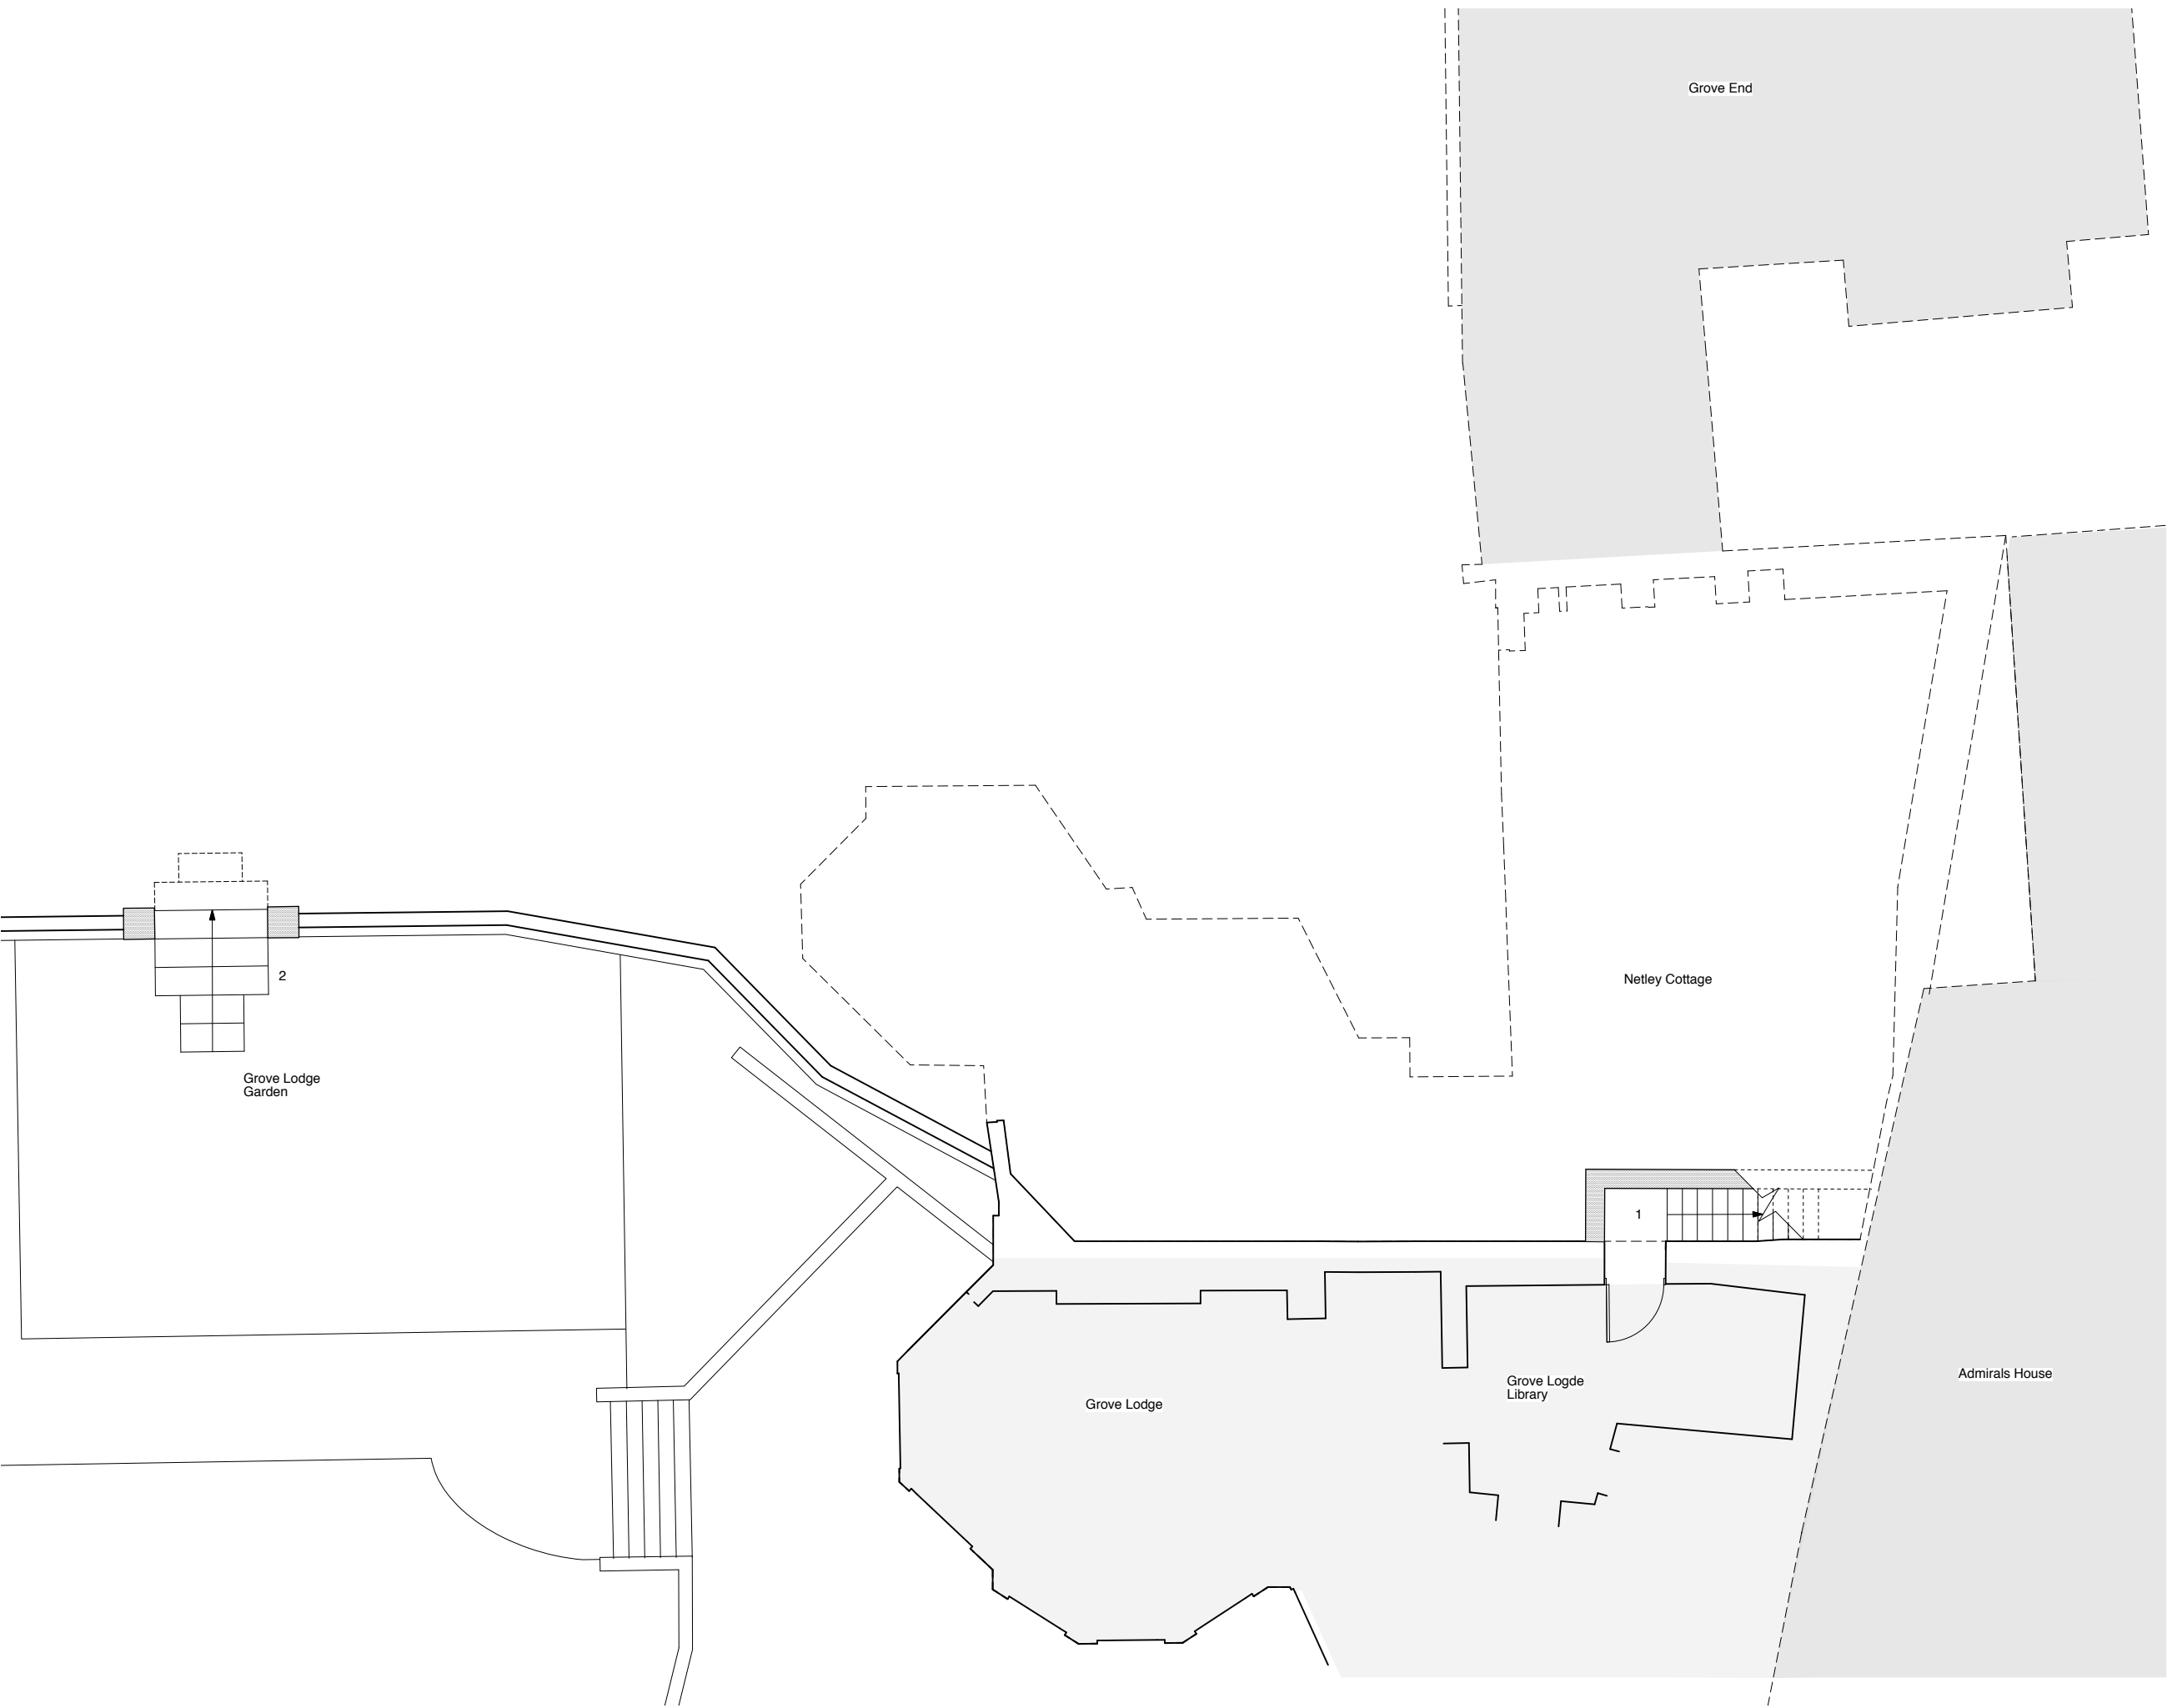 Grove End
2
Netley Cottage
Grove Lodge
Garden
1
Grove Logde
Library
Admirals House
Grove Lodge